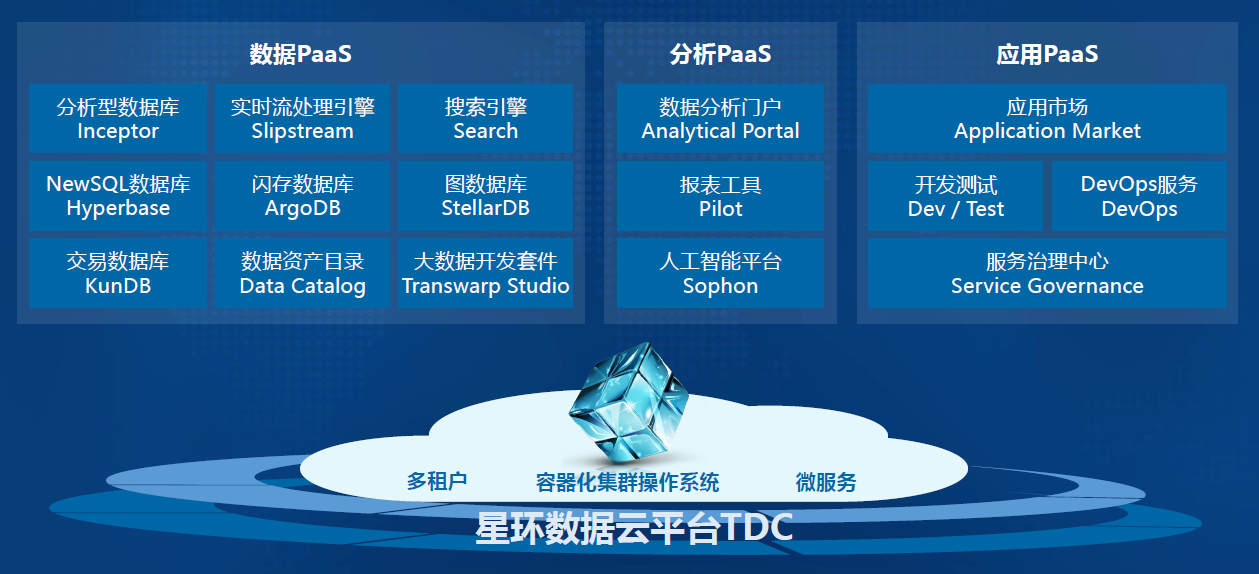 数据PaaS
分析型数据库
Inceptor
实时流处理引擎
Slipstream
搜索引擎
Search
NewSQL数据库
Hyperbase
闪存数据库
ArgoDB
图数据库
StellarDB
交易数据库
KunDB
数据资产目录
Data Catalog
大数据开发套件
Transwarp Studio
分析PaaS
数据分析门户
Analytical Portal
报表工具
Pilot
人工智能平台
Sophon
应用PaaS
应用市场
Application Market
开发测试
Dev / Test
DevOps服务
DevOps
服务治理中心
Service Governance
多租户
容器化集群操作系统
微服务
星环数据云平台TDC